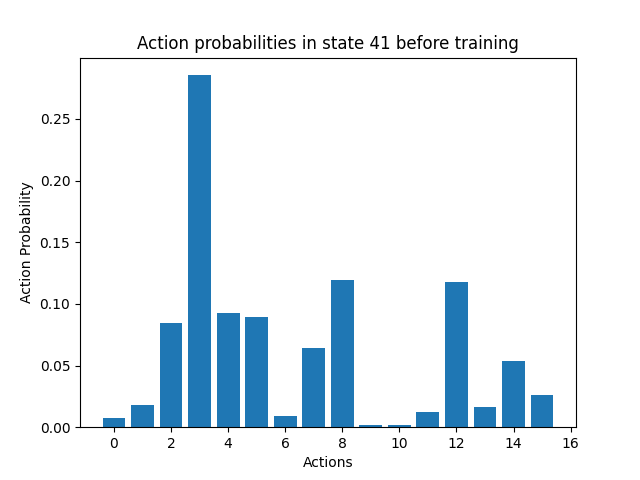 Action probabilities in state 41 before training
0.25
0.20
0.15
0.10
0.05
0.00
Action Probability
0 2 4 6 8 10 12 14 16
Actions